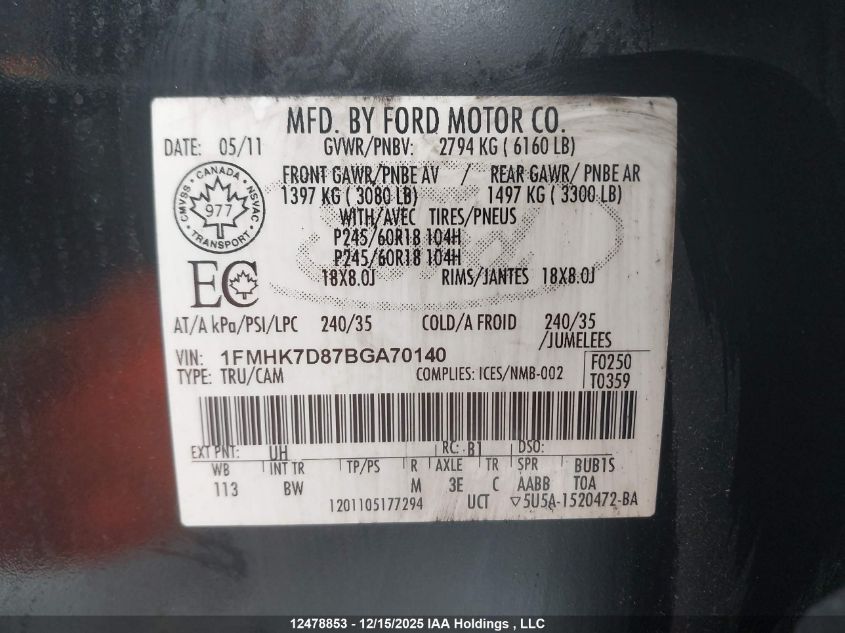 MFD. BY FORD MOTOR CO.
DATE: 05/11 GVWR/PNBV: 2794 KG ( 6160 LB)
FRONT GAWR/PNBE AV / REAR GAWR/ PNBE AR
1397 KG ( 3080 LB) 1497 KG ( 3300 LB)
WITH/AVEC TIRES/PNEUS
P245/60R18 104H
P245/60R18 104H
18X8.0J RIMS/JANTES 18X8.0J
CMVSS - CANADA - NSVAC
977
TRANSPORT
EC
AT/A kPa/PSI/LPC 240/35 COLD/A FROID 240/35
/JUMELEES
VIN: 1FMHK7D87BGA70140
TYPE: TRU/CAM COMPLIES: ICES/NMB-002
F0250
T0359
EXT PNT: UH RC: B1 DSO:
WB INT TR TP/PS R AXLE TR SPR BUB1S
113 BW M 3E C AABB TOA
1201105177294 UCT ▽5U5A-1520472-BA
12478853 - 12/15/2025 IAA Holdings , LLC